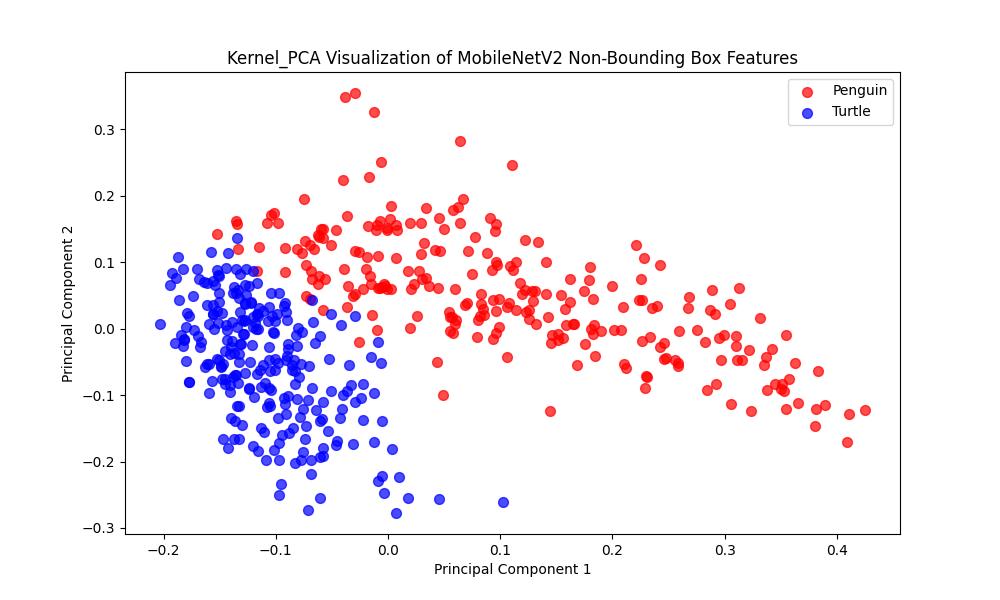 Kernel_PCA Visualization of MobileNetV2 Non-Bounding Box Features
Penguin
Turtle
Principal Component 2
0.3
0.2
0.1
0.0
−0.1
−0.2
−0.3
−0.2
−0.1
0.0
0.1
0.2
0.3
0.4
Principal Component 1